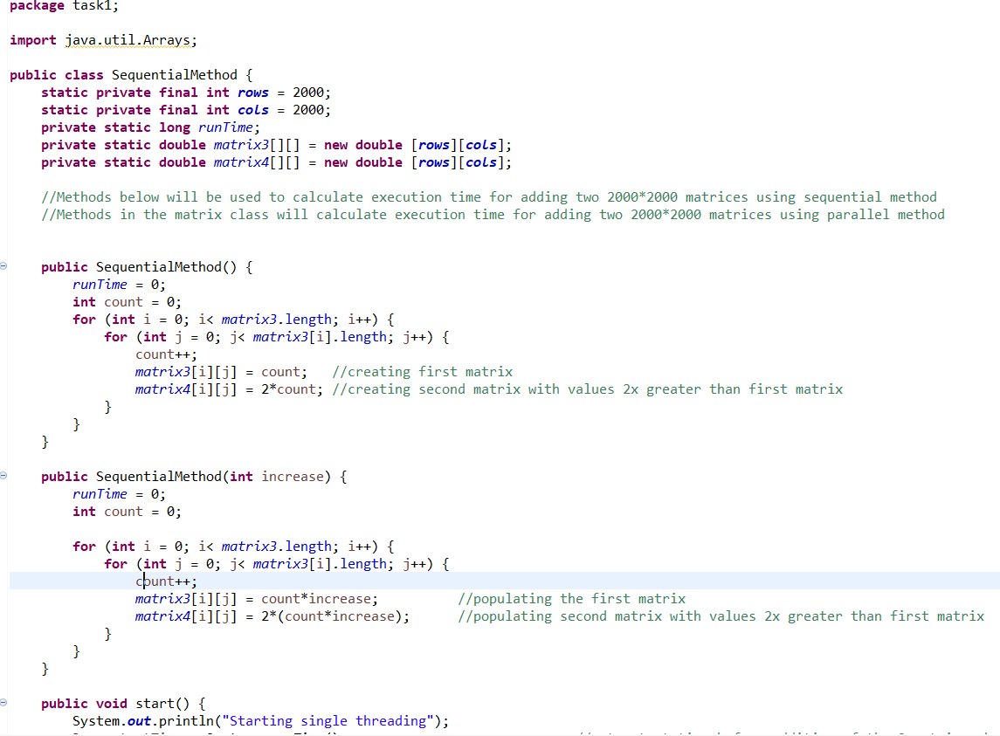 package task1;
import java.util.Arrays;
public class SequentialMethod {
static private final int rows = 2000;
static private final int cols = 2000;
private static long runTime;
private static double matrix3[][] = new double [rows][cols];
private static double matrix4[][] = new double [rows][cols];
//Methods below will be used to calculate execution time for adding two 2000*2000 matrices using sequential method
//Methods in the matrix class will calculate execution time for adding two 2000*2000 matrices using parallel method
public SequentialMethod() {
runTime = 0;
int count = 0;
for (int i = 0; i< matrix3.length; i++) {
for (int j = 0; j< matrix3[i].length; j++) {
count++;
matrix3[i][j] = count; //creating first matrix
matrix4[i][j] = 2*count; //creating second matrix with values 2x greater than first matrix
}
}
}
public SequentialMethod(int increase) {
runTime = 0;
int count = 0;
for (int i = 0; i< matrix3.length; i++) {
for (int j = 0; j< matrix3[i].length; j++) {
count++;
matrix3[i][j] = count*increase; //populating the first matrix
matrix4[i][j] = 2*(count*increase); //populating second matrix with values 2x greater than first matrix
}
}
}
public void start() {
System.out.println("Starting single threading");